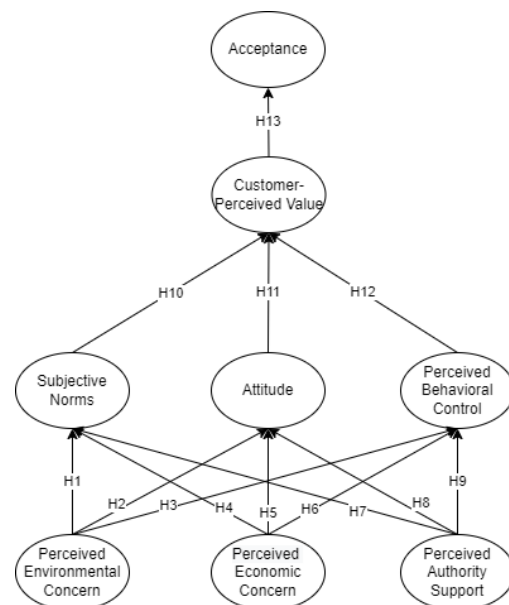 Acceptance
H13
Customer-
Perceived Value
H10
H11
H12
Subjective
Norms
Attitude
Perceived
Behavioral
Control
H1
H2
H3
H4
H5
H6
H7
H8
H9
Perceived
Environmental
Concern
Perceived
Economic
Concern
Perceived
Authority
Support